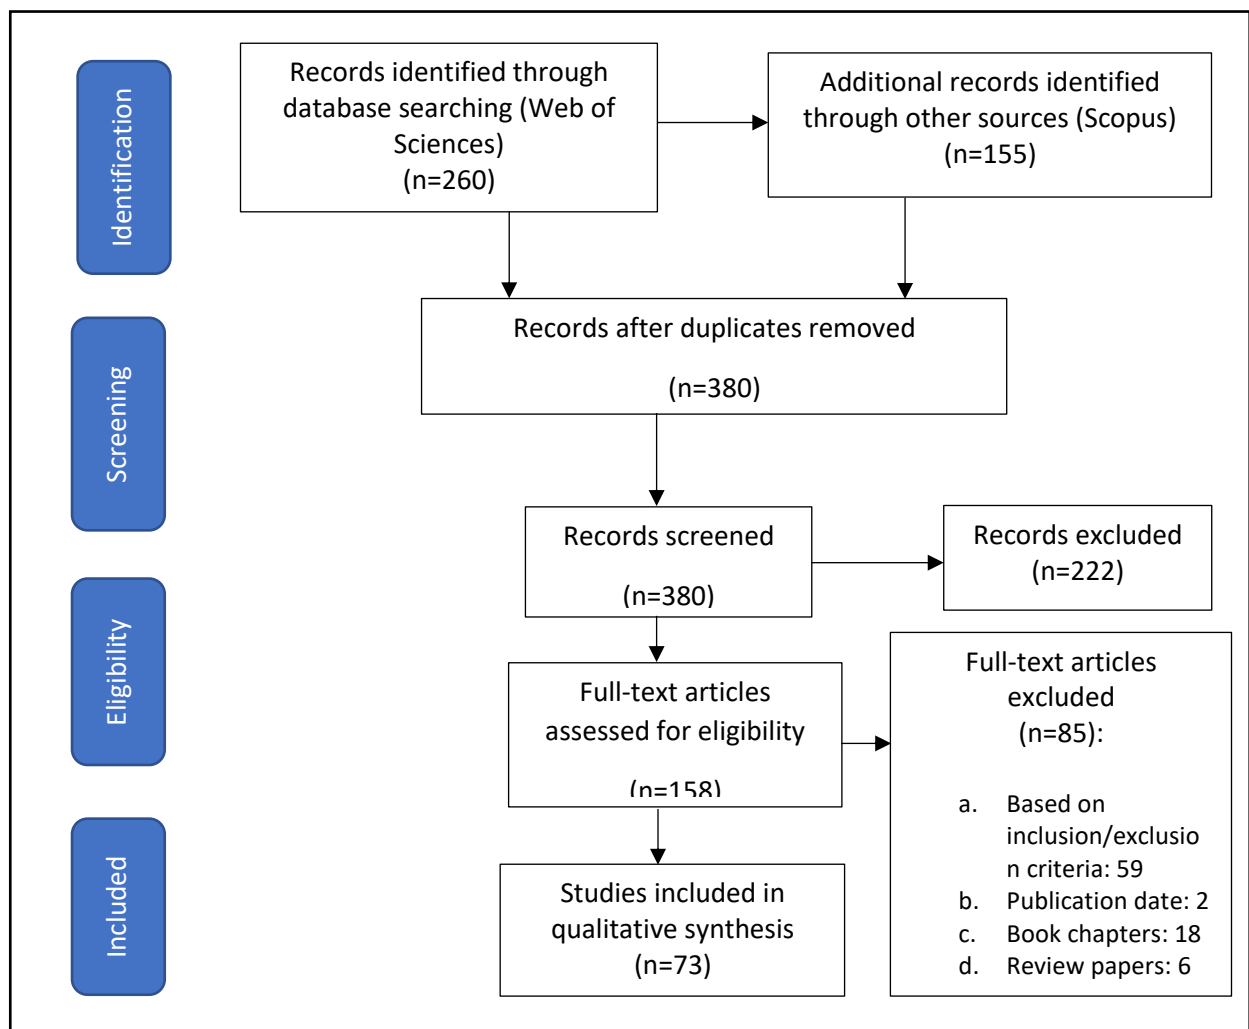 Identification
Records identified through
database searching (Web of
Sciences)
(n=260)
Additional records identified
through other sources (Scopus)
(n=155)
Screening
Records after duplicates removed
(n=380)
Records screened
(n=380)
Records excluded
(n=222)
Eligibility
Full-text articles
assessed for eligibility
(n=158)
Full-text articles
excluded
(n=85):
a. Based on
inclusion/exclusio
n criteria: 59
b. Publication date: 2
c. Book chapters: 18
d. Review papers: 6
Included
Studies included in
qualitative synthesis
(n=73)